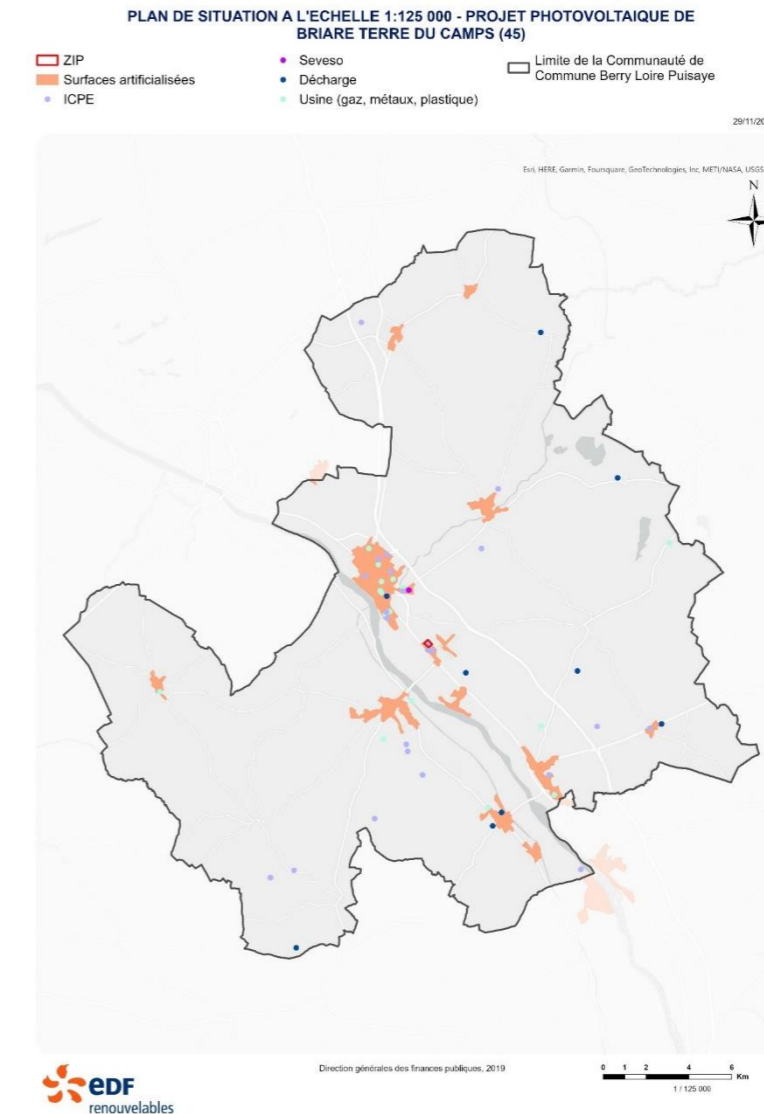 PLAN DE SITUATION A L'ECHELLE 1:125 000 - PROJET PHOTOVOLTAIQUE DE
BRIARE TERRE DU CAMPS (45)
ZIP
Surfaces artificialisées
ICPE
Seveso
Décharge
Usine (gaz, métaux, plastique)
Limite de la Communauté de
Commune Berry Loire Puisaye
29/11/20
Esri, HERE, Garmin, Foursquare, GeoTechnologies, Inc, METI/NASA, USGS
N
Direction générales des finances publiques, 2019
0 1 2 4 6
Km
1 / 125 000
eDF
renouvelables